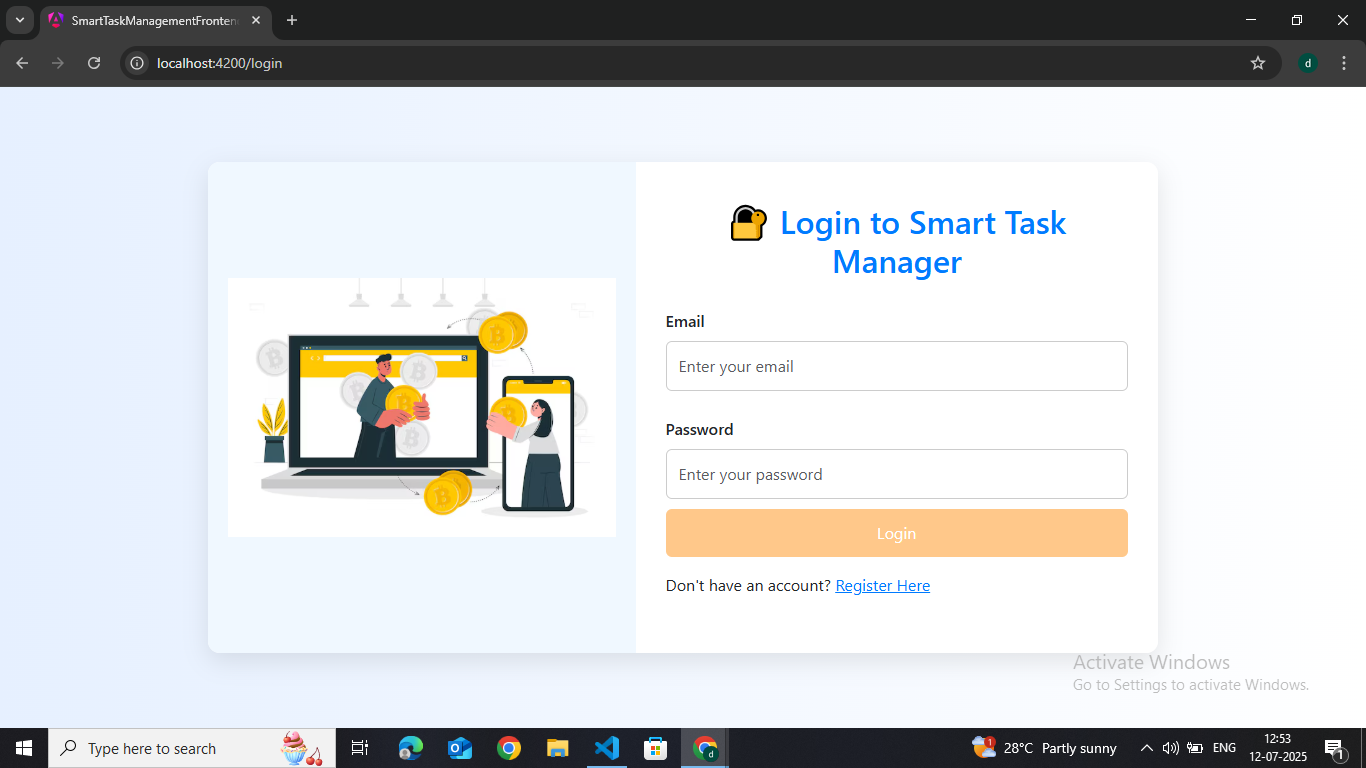 SmartTaskManagementFronten
localhost:4200/login
d
Login to Smart Task
Manager
Email
Enter your email
Password
Enter your password
Login
Don't have an account? Register Here
Activate Windows
Go to Settings to activate Windows.
Type here to search
d
1
28°C Partly sunny
ENG
12:53
12-07-2025
1